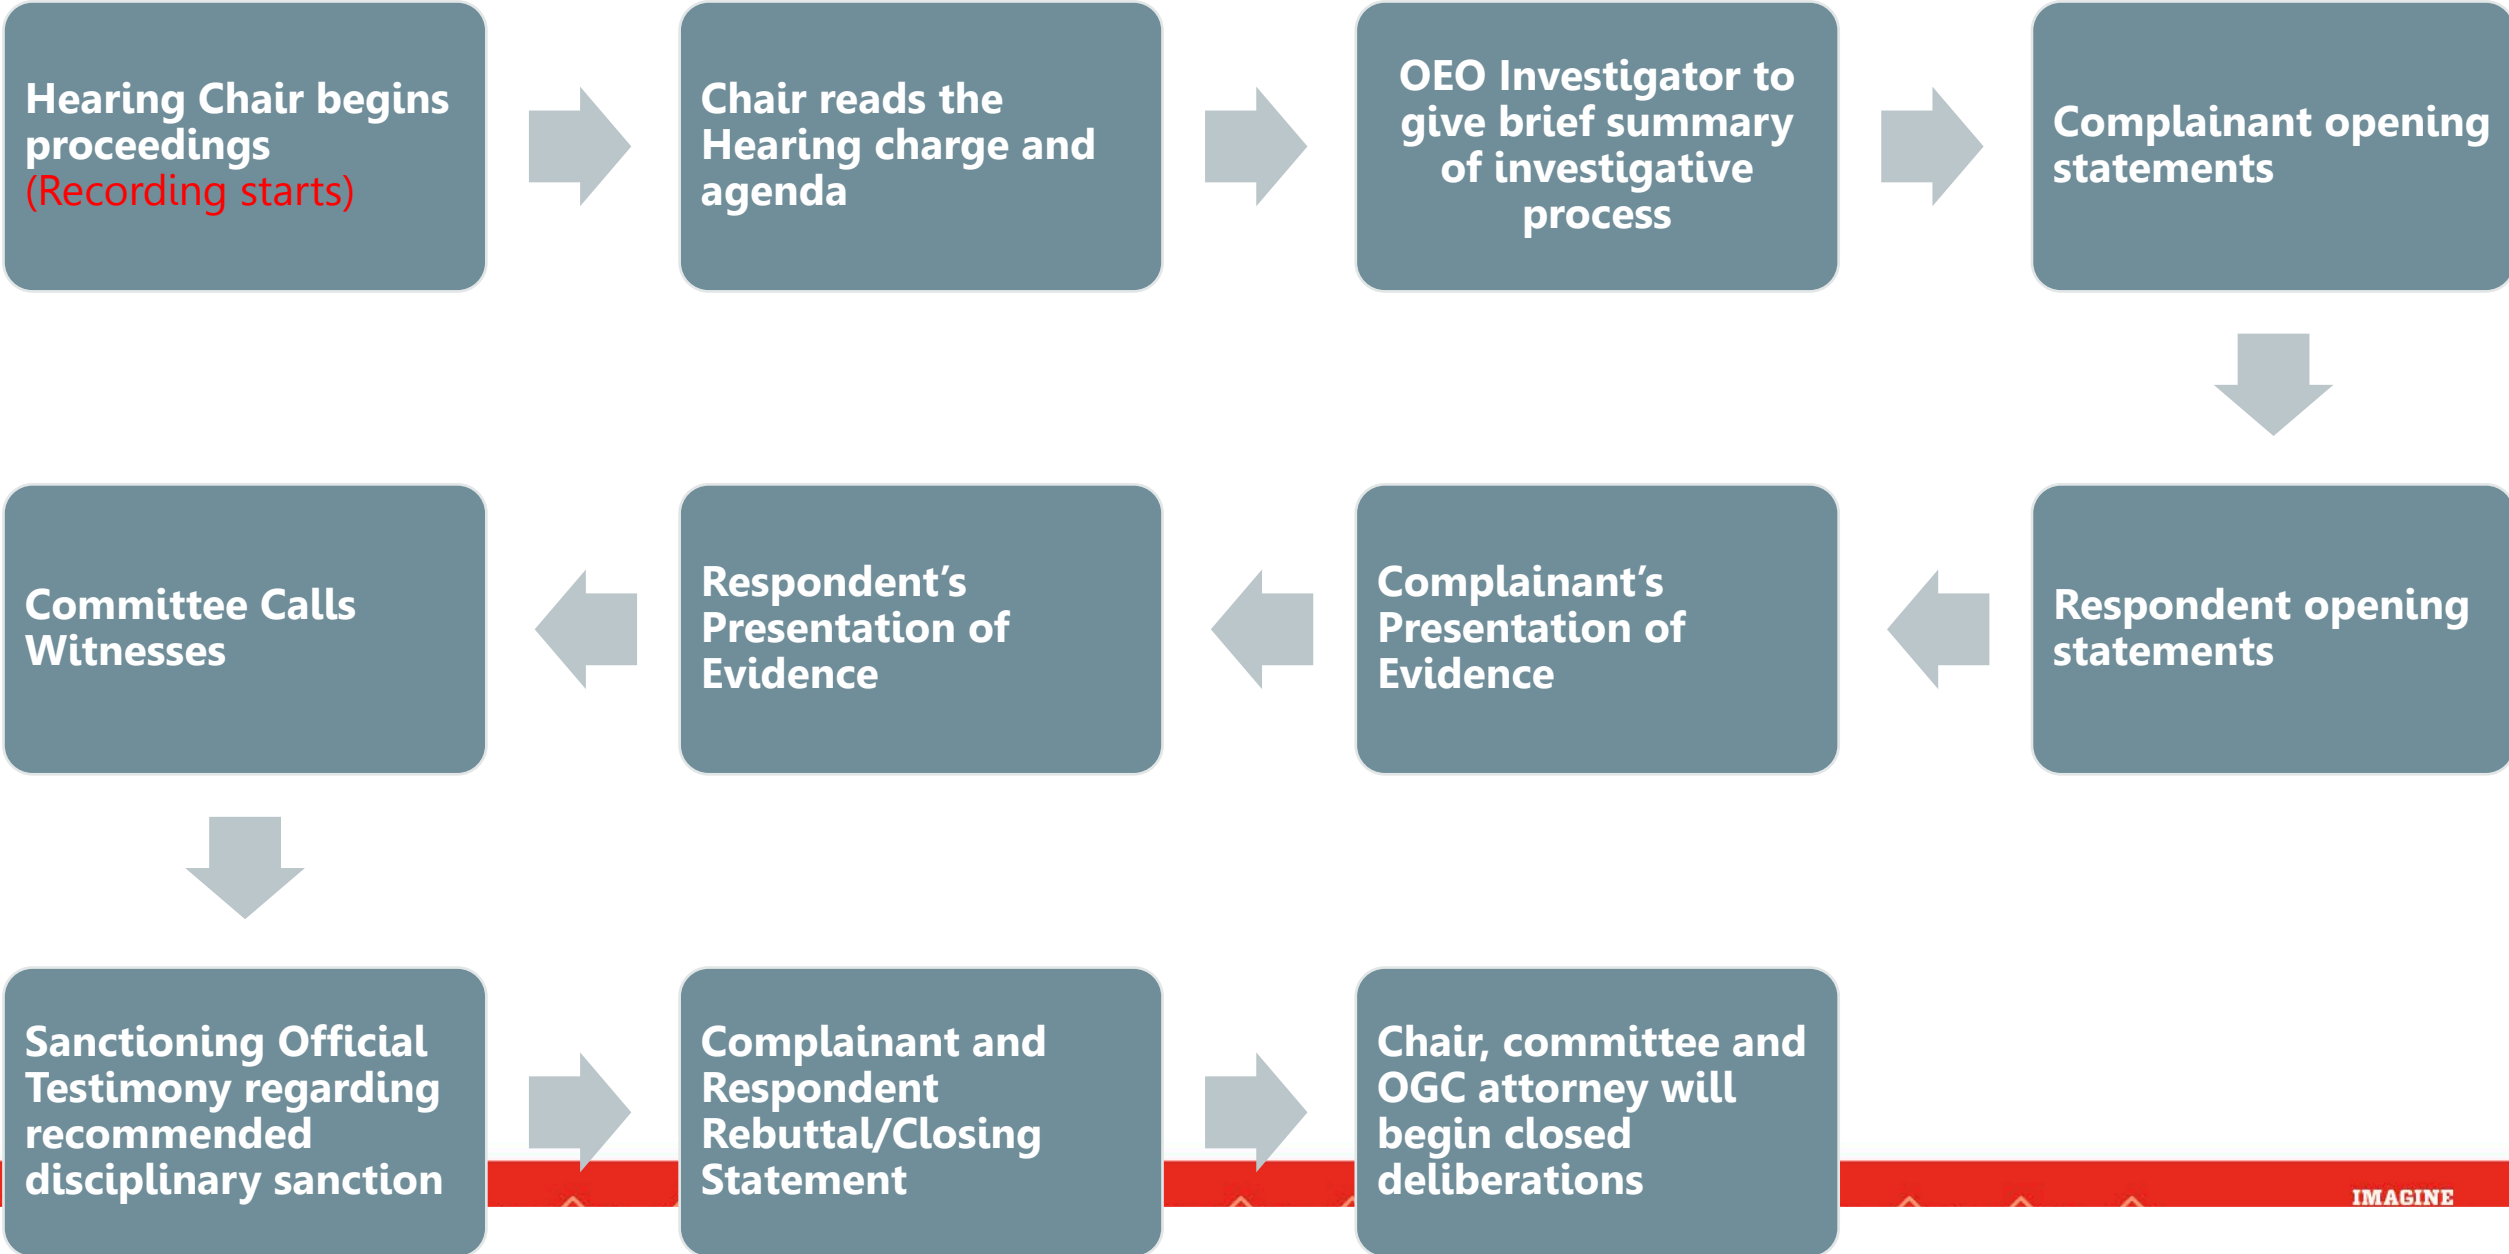 Hearing Chair begins
proceedings
(Recording starts)
Chair reads the
Hearing charge and
agenda
OEO Investigator to
give brief summary
of investigative
process
Complainant opening
statements
Respondent opening
statements
Complainant’s
Presentation of
Evidence
Respondent’s
Presentation of
Evidence
Committee Calls
Witnesses
Sanctioning Official
Testimony regarding
recommended
disciplinary sanction
Complainant and
Respondent
Rebuttal/Closing
Statement
Chair, committee and
OGC attorney will
begin closed
deliberations
IMAGINE